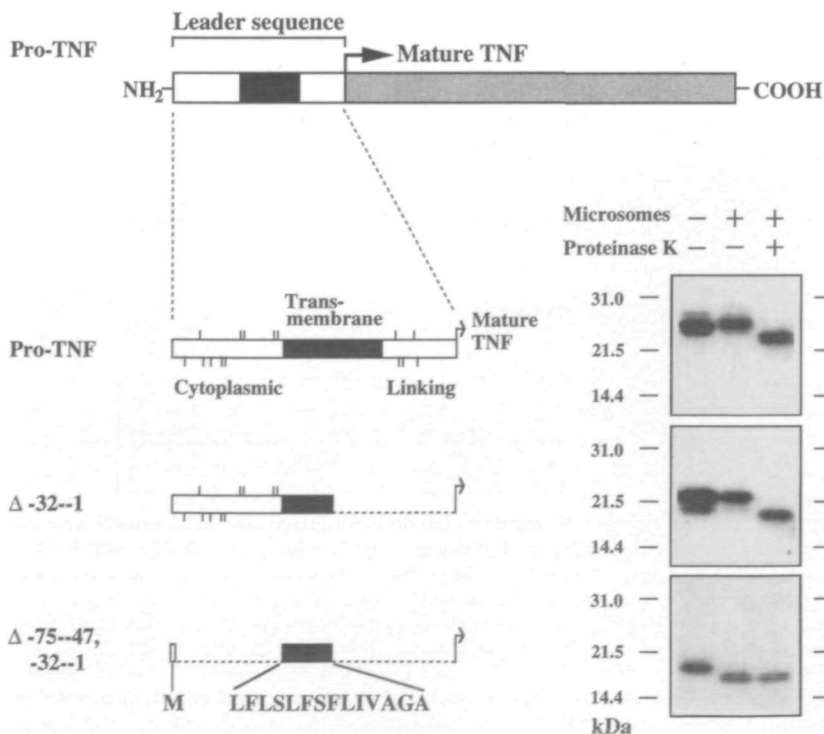 Leader sequence
Pro-TNF
Mature TNF
NH2
COOH
Microsomes − + +
Proteinase K − − +
Trans-
membrane
Mature
TNF
Pro-TNF
Cytoplasmic
Linking
31.0
21.5
14.4
Δ -32--1
31.0
21.5
14.4
Δ -75--47,
-32--1
M
LFLSLFSFLIVAGA
31.0
21.5
14.4
kDa